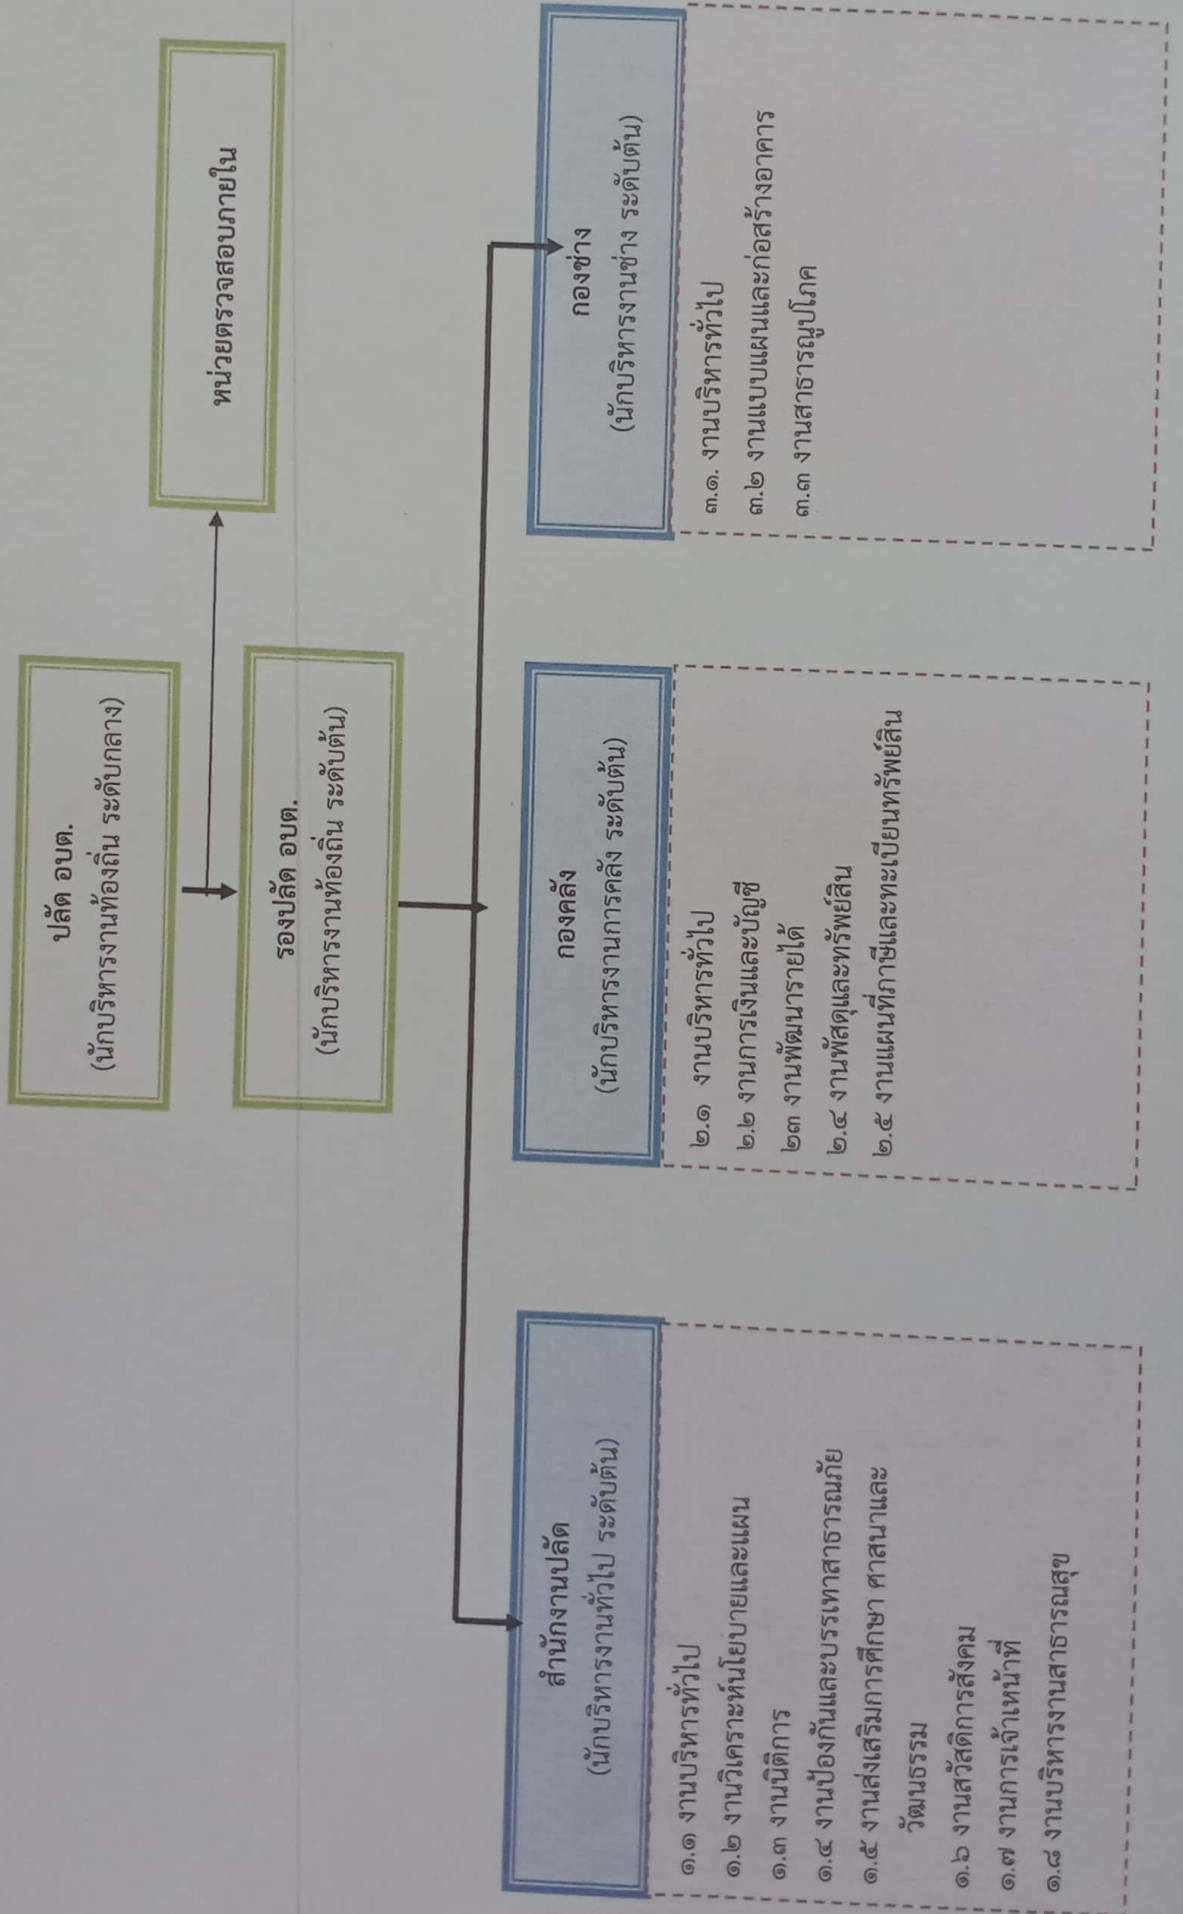 ปลัด อบต.
(นักบริหารงานท้องถิ่น ระดับกลาง)
หน่วยตรวจสอบภายใน
รองปลัด อบต.
(นักบริหารงานท้องถิ่น ระดับต้น)
สำนักงานปลัด
(นักบริหารงานทั่วไป ระดับต้น)
๑.๑ งานบริหารทั่วไป
๑.๒ งานวิเคราะห์นโยบายและแผน
๑.๓ งานนิติการ
๑.๔ งานป้องกันและบรรเทาสาธารณภัย
๑.๕ งานส่งเสริมการศึกษา ศาสนาและ
วัฒนธรรม
๑.๖ งานสวัสดิการสังคม
๑.๗ งานการเจ้าหน้าที่
๑.๘ งานบริหารงานสาธารณสุข
กองคลัง
(นักบริหารงานการคลัง ระดับต้น)
๒.๑ งานบริหารทั่วไป
๒.๒ งานการเงินและบัญชี
๒๓ งานพัฒนารายได้
๒.๔ งานพัสดุและทรัพย์สิน
๒.๕ งานแผนที่ภาษีและทะเบียนทรัพย์สิน
กองช่าง
(นักบริหารงานช่าง ระดับต้น)
๓.๑. งานบริหารทั่วไป
๓.๒ งานแบบแผนและก่อสร้างอาคาร
๓.๓ งานสาธารณูปโภค